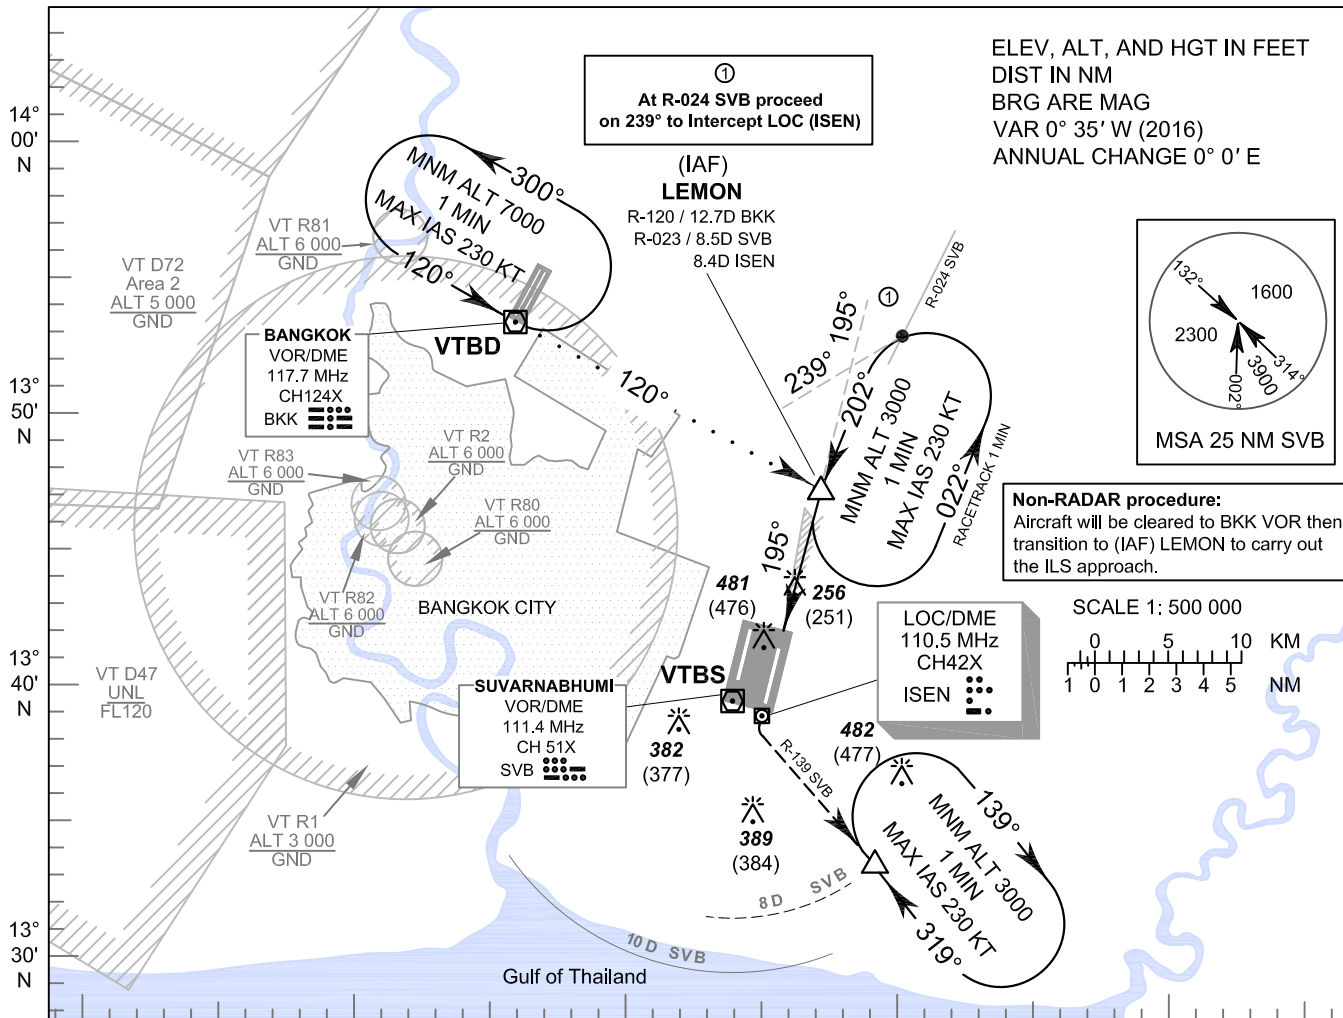 ①
At R-024 SVB proceed
on 239° to Intercept LOC (ISEN)
ELEV, ALT, AND HGT IN FEET
DIST IN NM
BRG ARE MAG
VAR 0° 35' W (2016)
ANNUAL CHANGE 0° 0' E
14°
00'
N
13°
50'
N
13°
40'
N
13°
30'
N
(IAF)
LEMON
R-120 / 12.7D BKK
R-023 / 8.5D SVB
8.4D ISEN
300°
MNM ALT 7000
1 MIN
MAX IAS 230 KT
120°
VT R81
ALT 6 000
GND
VT D72
Area 2
ALT 5 000
GND
BANGKOK
VOR/DME
117.7 MHz
CH124X
BKK
VTBD
120°
239°
195°
①
R-024 SVB
202°
MNM ALT 3000
1 MIN
MAX IAS 230 KT
022°
RACETRACK 1 MIN
132°
1600
2300
3900
314°
002°
MSA 25 NM SVB
VT R2
ALT 6 000
GND
VT R83
ALT 6 000
GND
VT R80
ALT 6 000
GND
VT R82
ALT 6 000
GND
BANGKOK CITY
Non-RADAR procedure:
Aircraft will be cleared to BKK VOR then
transition to (IAF) LEMON to carry out
the ILS approach.
195°
481
(476)
256
(251)
SCALE 1: 500 000
0 5 10 KM
1 0 1 2 3 4 5 NM
LOC/DME
110.5 MHz
CH42X
ISEN
VTBS
SUVARNABHUMI
VOR/DME
111.4 MHz
CH 51X
SVB
VT D47
UNL
FL120
382
(377)
482
(477)
R-139 SVB
389
(384)
139°
MNM ALT 3000
1 MIN
MAX IAS 230 KT
319°
VT R1
ALT 3 000
GND
8 D SVB
10 D SVB
Gulf of Thailand